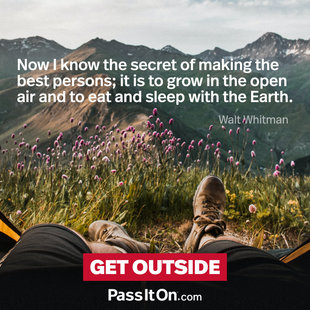 Now I know the secret of making the
best persons; it is to grow in the open
air and to eat and sleep with the Earth.
Walt Whitman
GET OUTSIDE
PassItOn.com